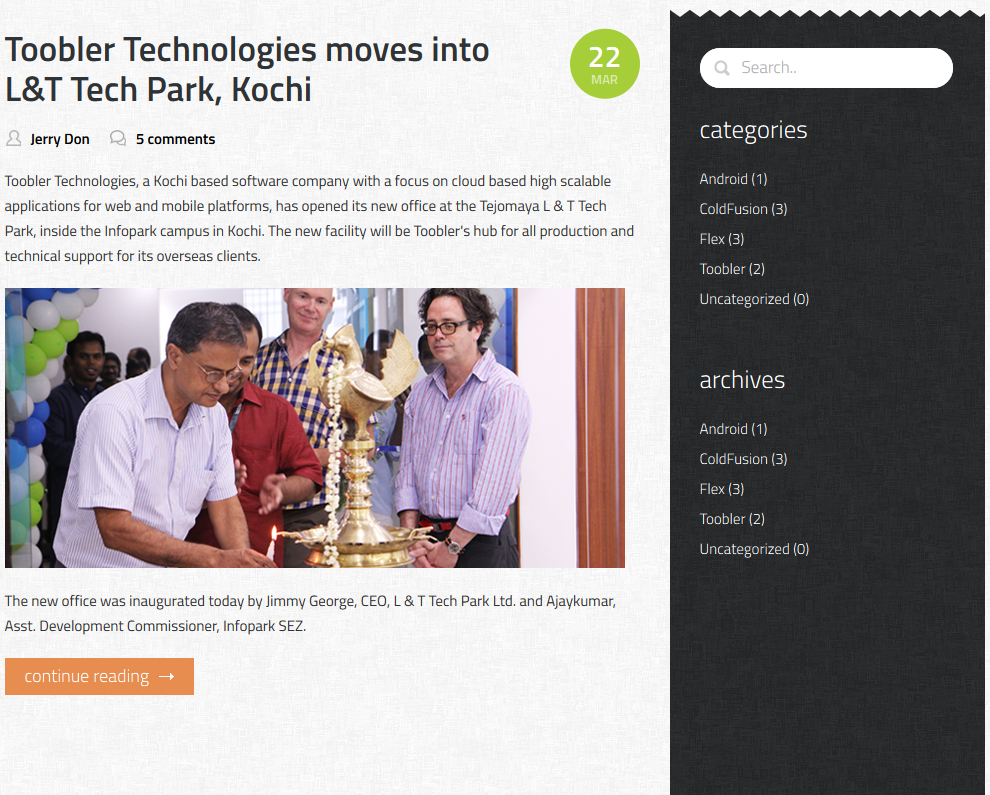 Toobler Technologies moves into
L&T Tech Park, Kochi
22
MAR
Jerry Don 5 comments
Toobler Technologies, a Kochi based software company with a focus on cloud based high scalable
applications for web and mobile platforms, has opened its new office at the Tejomaya L & T Tech
Park, inside the Infopark campus in Kochi. The new facility will be Toobler's hub for all production and
technical support for its overseas clients.
The new office was inaugurated today by Jimmy George, CEO, L & T Tech Park Ltd. and Ajaykumar,
Asst. Development Commissioner, Infopark SEZ.
continue reading →
Search..
categories
Android (1)
ColdFusion (3)
Flex (3)
Toobler (2)
Uncategorized (0)
archives
Android (1)
ColdFusion (3)
Flex (3)
Toobler (2)
Uncategorized (0)